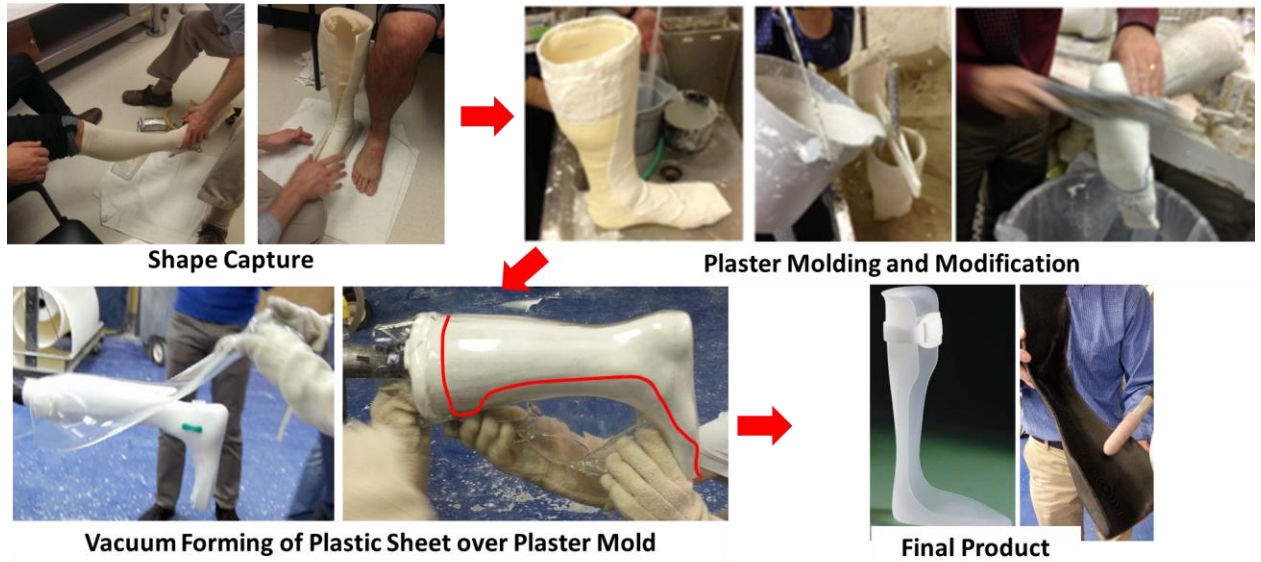 Shape Capture
Plaster Molding and Modification
Vacuum Forming of Plastic Sheet over Plaster Mold
Final Product